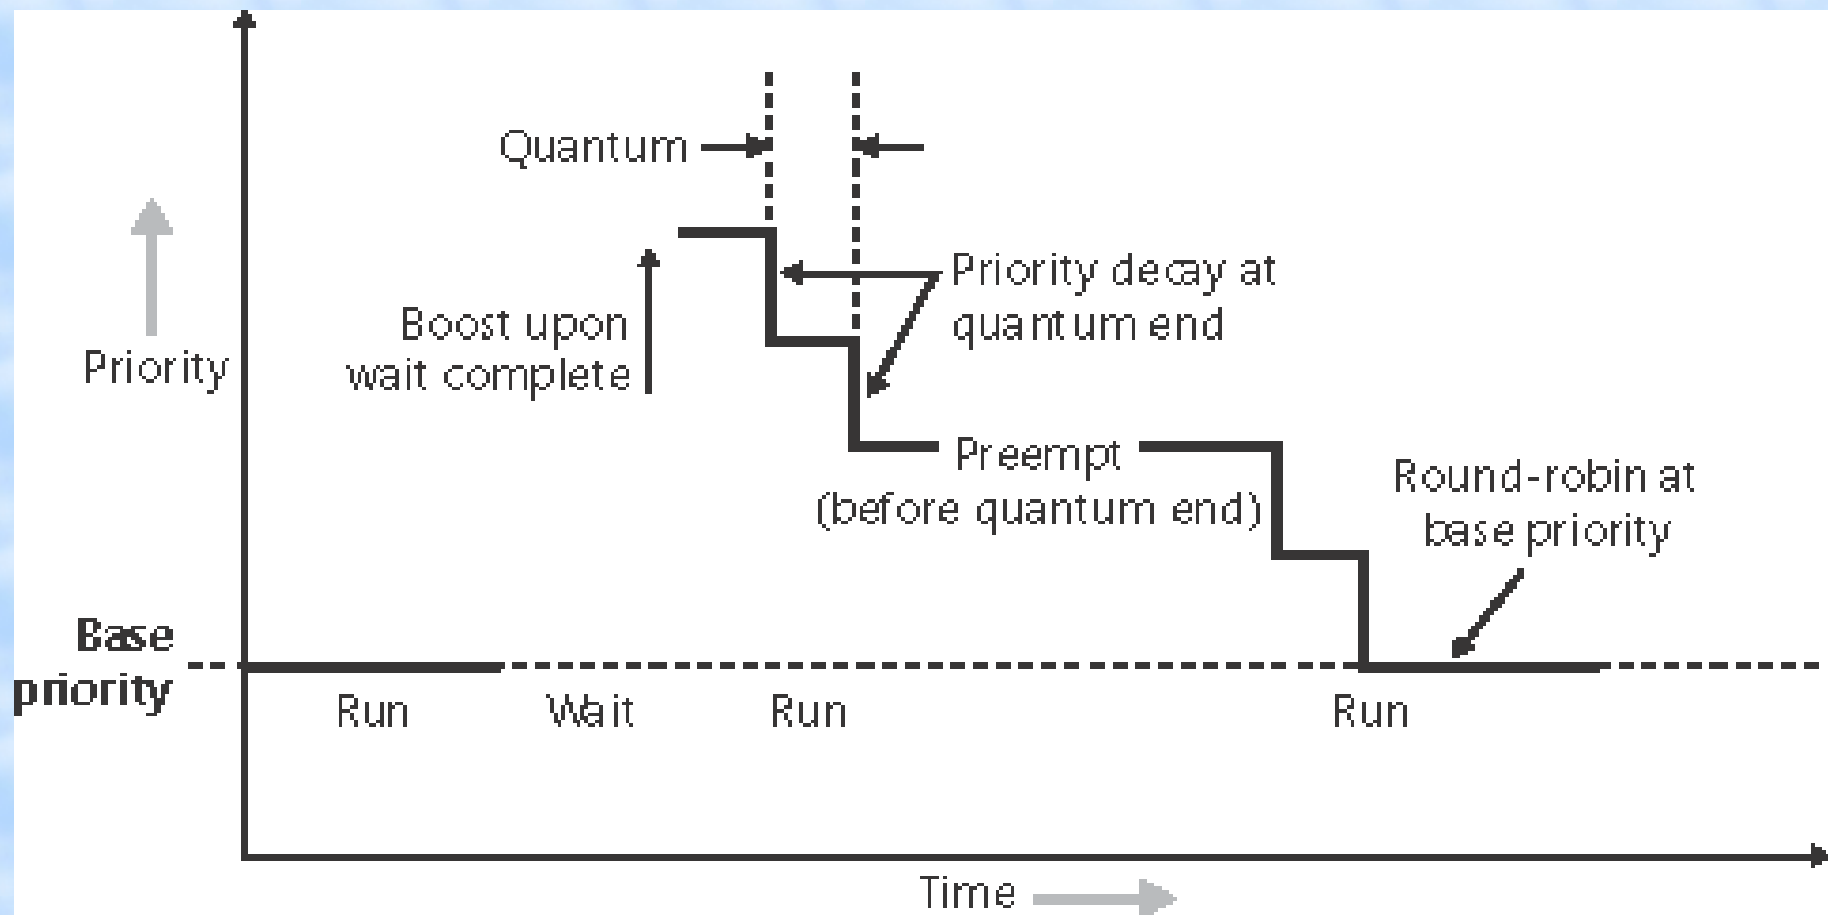 Quantum
Priority decay at
quantum end
Boost upon
wait complete
Priority
Preempt
(before quantum end)
Round-robin at
base priority
Base
priority
Run
Wait
Run
Run
Time